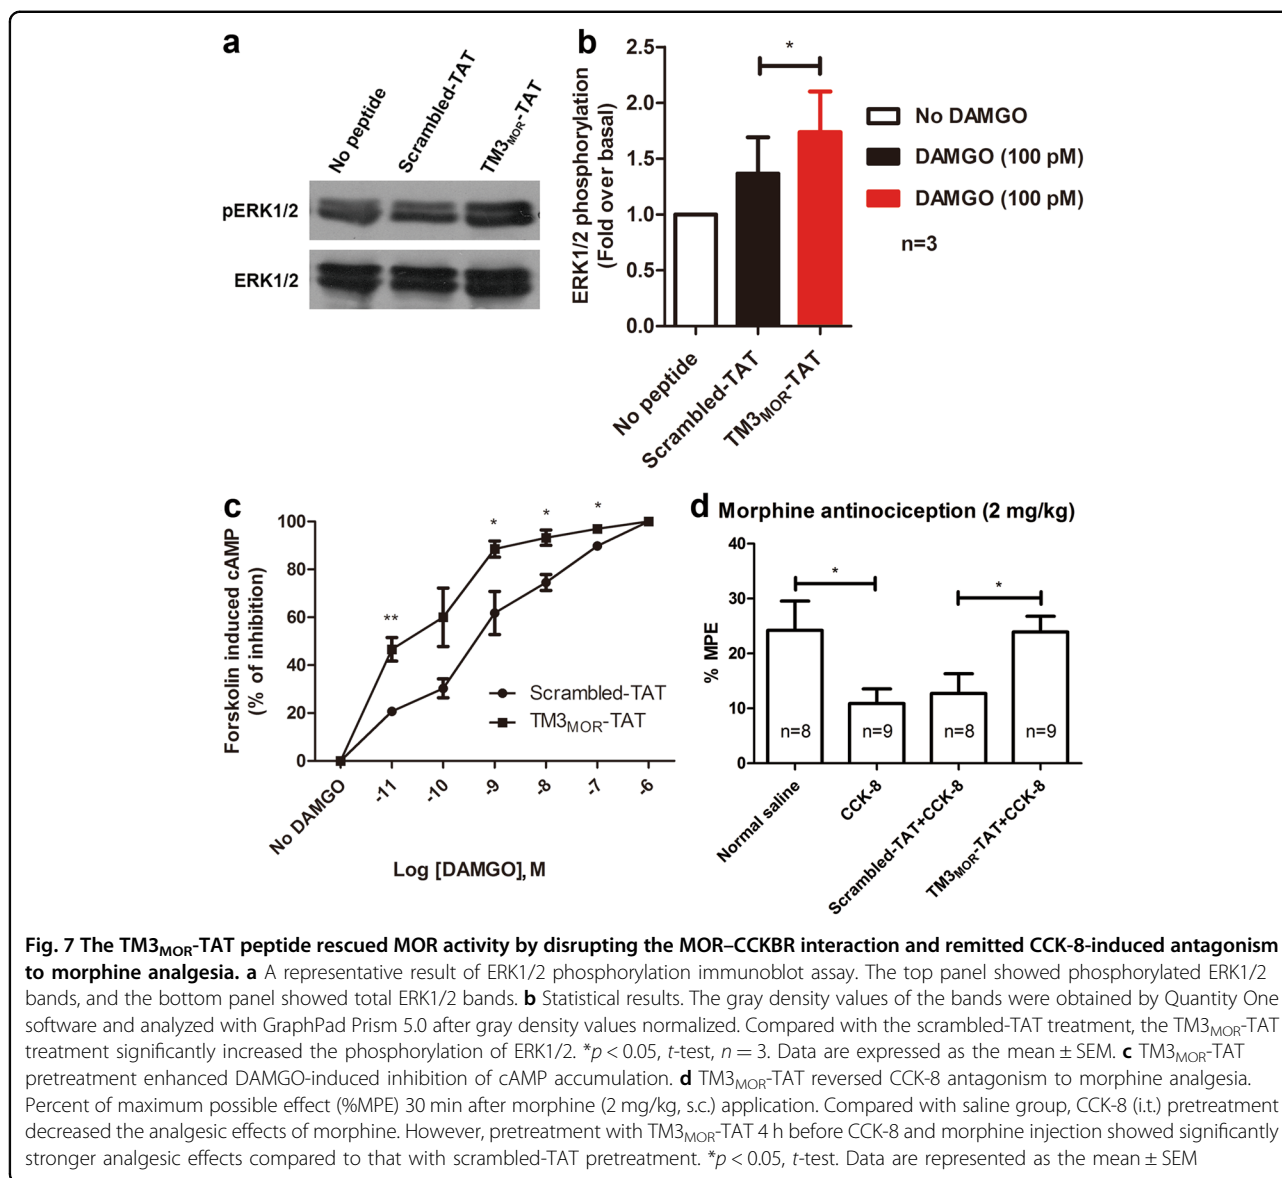 a
No peptide
Scrambled-TAT
TM3MOR-TAT
pERK1/2
ERK1/2
b
ERK1/2 phosphorylation
(Fold over basal)
2.5
2.0
1.5
1.0
0.5
0.0
*
No peptide
Scrambled-TAT
TM3MOR-TAT
No DAMGO
DAMGO (100 pM)
DAMGO (100 pM)
n=3
c
Forskolin induced cAMP
(% of inhibition)
100
80
60
40
20
0
**
*
*
*
Scrambled-TAT
TM3MOR-TAT
No DAMGO
-11
-10
-9
-8
-7
-6
Log [DAMGO], M
d Morphine antinociception (2 mg/kg)
% MPE
40
30
20
10
0
*
*
n=8
n=9
n=8
n=9
Normal saline
CCK-8
Scrambled-TAT+CCK-8
TM3MOR-TAT+CCK-8
Fig. 7 The TM3MOR-TAT peptide rescued MOR activity by disrupting the MOR–CCKBR interaction and remitted CCK-8-induced antagonism
to morphine analgesia. a A representative result of ERK1/2 phosphorylation immunoblot assay. The top panel showed phosphorylated ERK1/2
bands, and the bottom panel showed total ERK1/2 bands. b Statistical results. The gray density values of the bands were obtained by Quantity One
software and analyzed with GraphPad Prism 5.0 after gray density values normalized. Compared with the scrambled-TAT treatment, the TM3MOR-TAT
treatment significantly increased the phosphorylation of ERK1/2. *p < 0.05, t-test, n = 3. Data are expressed as the mean ± SEM. c TM3MOR-TAT
pretreatment enhanced DAMGO-induced inhibition of cAMP accumulation. d TM3MOR-TAT reversed CCK-8 antagonism to morphine analgesia.
Percent of maximum possible effect (%MPE) 30 min after morphine (2 mg/kg, s.c.) application. Compared with saline group, CCK-8 (i.t.) pretreatment
decreased the analgesic effects of morphine. However, pretreatment with TM3MOR-TAT 4 h before CCK-8 and morphine injection showed significantly
stronger analgesic effects compared to that with scrambled-TAT pretreatment. *p < 0.05, t-test. Data are represented as the mean ± SEM